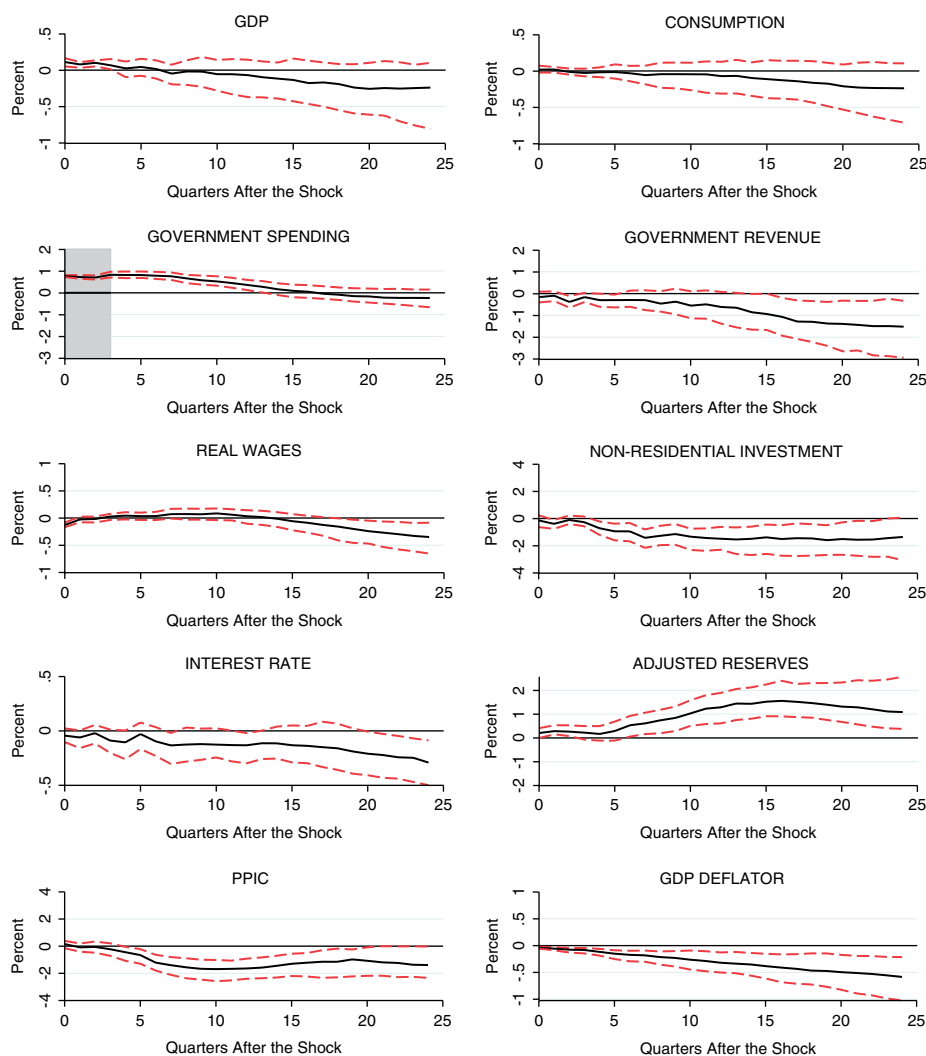 GDP
Percent
.5
0
-.5
-1
0 5 10 15 20 25
Quarters After the Shock
CONSUMPTION
Percent
.5
0
-.5
-1
0 5 10 15 20 25
Quarters After the Shock
GOVERNMENT SPENDING
Percent
2
1
0
-1
-2
-3
0 5 10 15 20 25
Quarters After the Shock
GOVERNMENT REVENUE
Percent
2
1
0
-1
-2
-3
0 5 10 15 20 25
Quarters After the Shock
REAL WAGES
Percent
1
.5
0
-.5
-1
0 5 10 15 20 25
Quarters After the Shock
NON-RESIDENTIAL INVESTMENT
Percent
4
2
0
-2
-4
0 5 10 15 20 25
Quarters After the Shock
INTEREST RATE
Percent
.5
0
-.5
0 5 10 15 20 25
Quarters After the Shock
ADJUSTED RESERVES
Percent
2
1
0
-1
-2
0 5 10 15 20 25
Quarters After the Shock
PPIC
Percent
4
2
0
-2
-4
0 5 10 15 20 25
Quarters After the Shock
GDP DEFLATOR
Percent
1
.5
0
-.5
-1
0 5 10 15 20 25
Quarters After the Shock